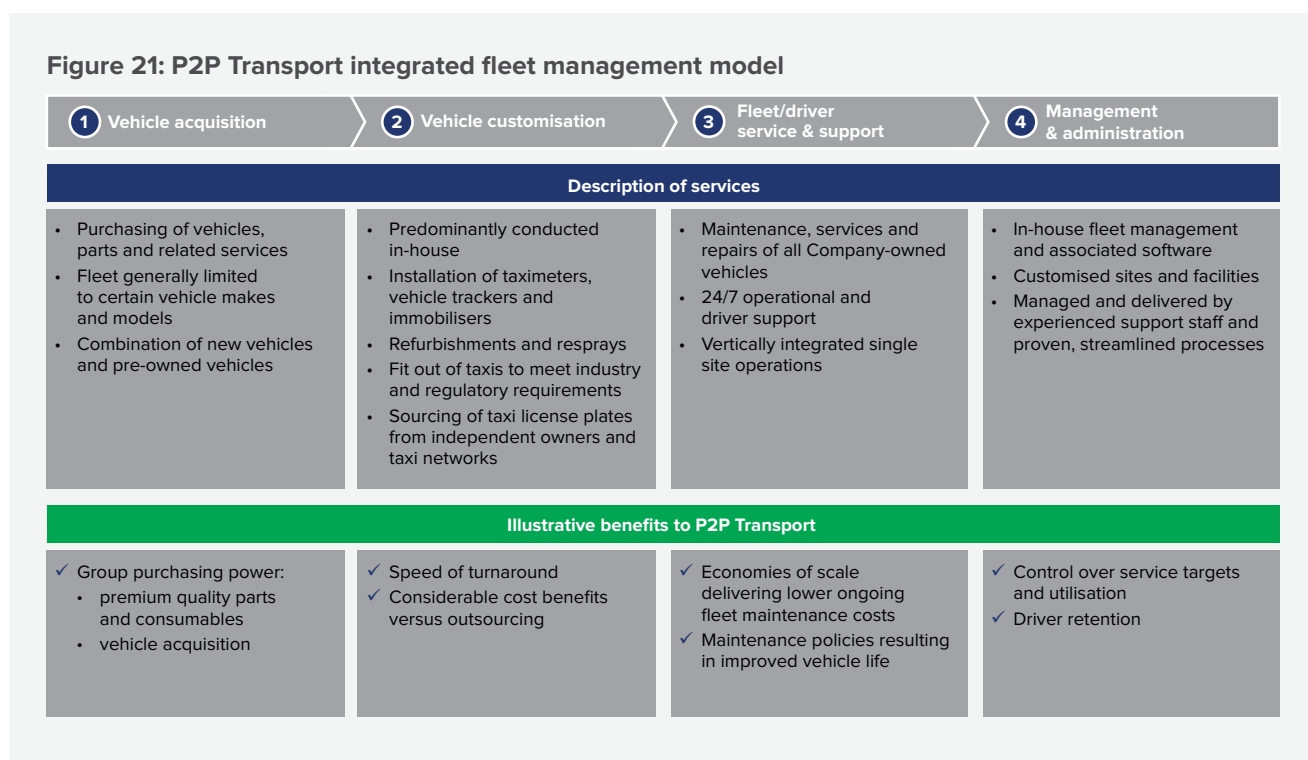 Figure 21: P2P Transport integrated fleet management model
1 Vehicle acquisition
2 Vehicle customisation
3 Fleet/driver
service & support
4 Management
& administration
Description of services
• Purchasing of vehicles,
parts and related services
• Fleet generally limited
to certain vehicle makes
and models
• Combination of new vehicles
and pre-owned vehicles
• Predominantly conducted
in-house
• Installation of taximeters,
vehicle trackers and
immobilisers
• Refurbishments and resprays
• Fit out of taxis to meet industry
and regulatory requirements
• Sourcing of taxi license plates
from independent owners and
taxi networks
• Maintenance, services and
repairs of all Company-owned
vehicles
• 24/7 operational and
driver support
• Vertically integrated single
site operations
• In-house fleet management
and associated software
• Customised sites and facilities
• Managed and delivered by
experienced support staff and
proven, streamlined processes
Illustrative benefits to P2P Transport
✓ Group purchasing power:
• premium quality parts
and consumables
• vehicle acquisition
✓ Speed of turnaround
✓ Considerable cost benefits
versus outsourcing
✓ Economies of scale
delivering lower ongoing
fleet maintenance costs
✓ Maintenance policies resulting
in improved vehicle life
✓ Control over service targets
and utilisation
✓ Driver retention